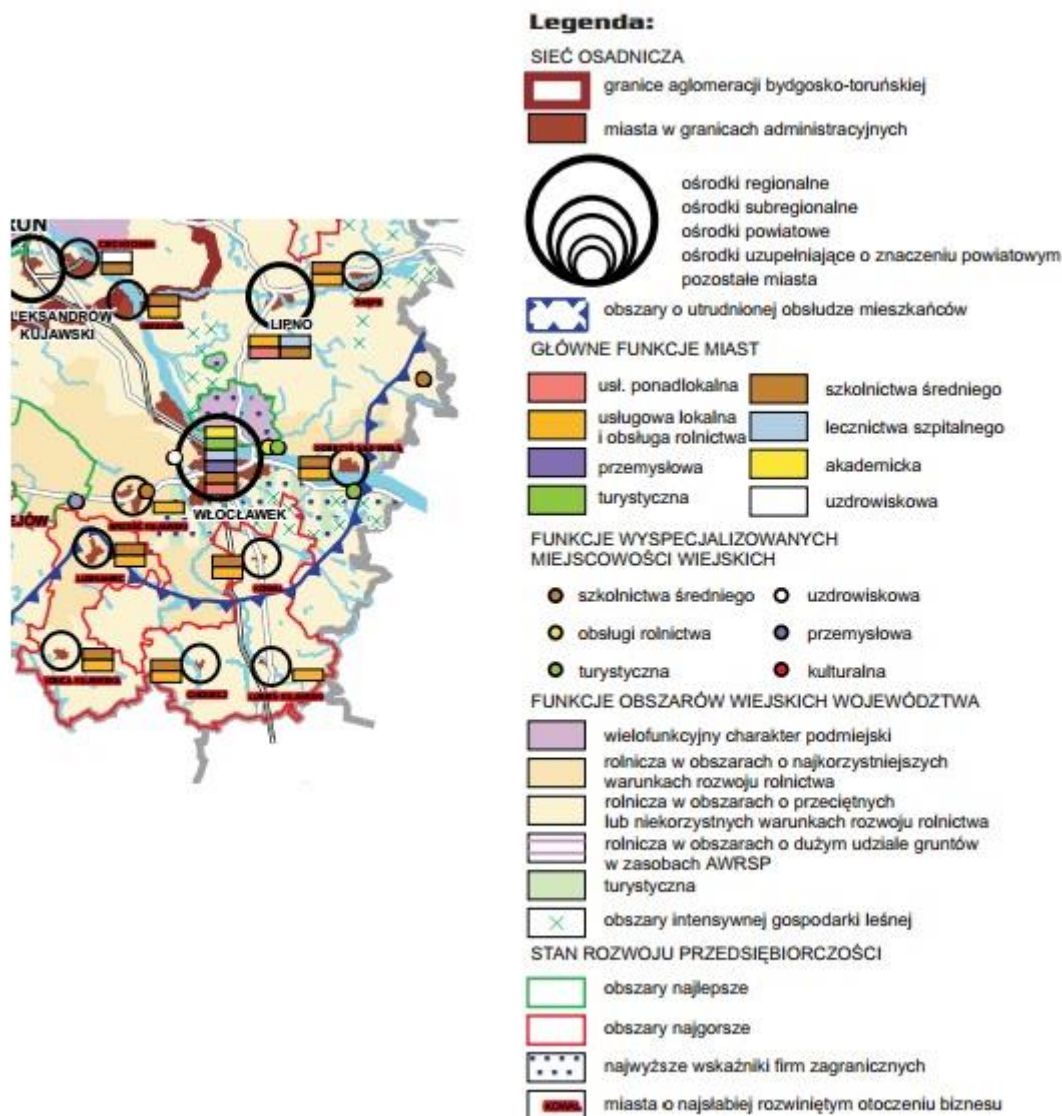 Legenda:
SIEĆ OSADNICZA
granice aglomeracji bydgosko-toruńskiej
miasta w granicach administracyjnych
ośrodki regionalne
ośrodki subregionalne
ośrodki powiatowe
ośrodki uzupełniające o znaczeniu powiatowym
pozostałe miasta
obszary o utrudnionej obsłudze mieszkańców
GŁÓWNE FUNKCJE MIAST
usł. ponadlokalna
szkolnictwa średniego
usługowa lokalna
i obsługa rolnictwa
lecznictwa szpitalnego
przemysłowa
akademicka
turystyczna
uzdrowiskowa
FUNKCJE WYSPECJALIZOWANYCH
MIEJSCOWOŚCI WIEJSKICH
szkolnictwa średniego
uzdrowiskowa
obsługi rolnictwa
przemysłowa
turystyczna
kulturalna
FUNKCJE OBSZARÓW WIEJSKICH WOJEWÓDZTWA
wielofunkcyjny charakter podmiejski
rolnicza w obszarach o najkorzystniejszych
warunkach rozwoju rolnictwa
rolnicza w obszarach o przeciętnych
lub niekorzystnych warunkach rozwoju rolnictwa
rolnicza w obszarach o dużym udziale gruntów
w zasobach AWRSP
turystyczna
obszary intensywnej gospodarki leśnej
STAN ROZWOJU PRZEDSIĘBIORCZOŚCI
obszary najlepsze
obszary najgorsze
najwyższe wskaźniki firm zagranicznych
KOWAL
miasta o najsłabiej rozwiniętym otoczeniu biznesu
RUŃ
LEKSANDRÓW
KUJAWSKI
LIPNO
WŁOCŁAWEK
EJÓW
KOWAL